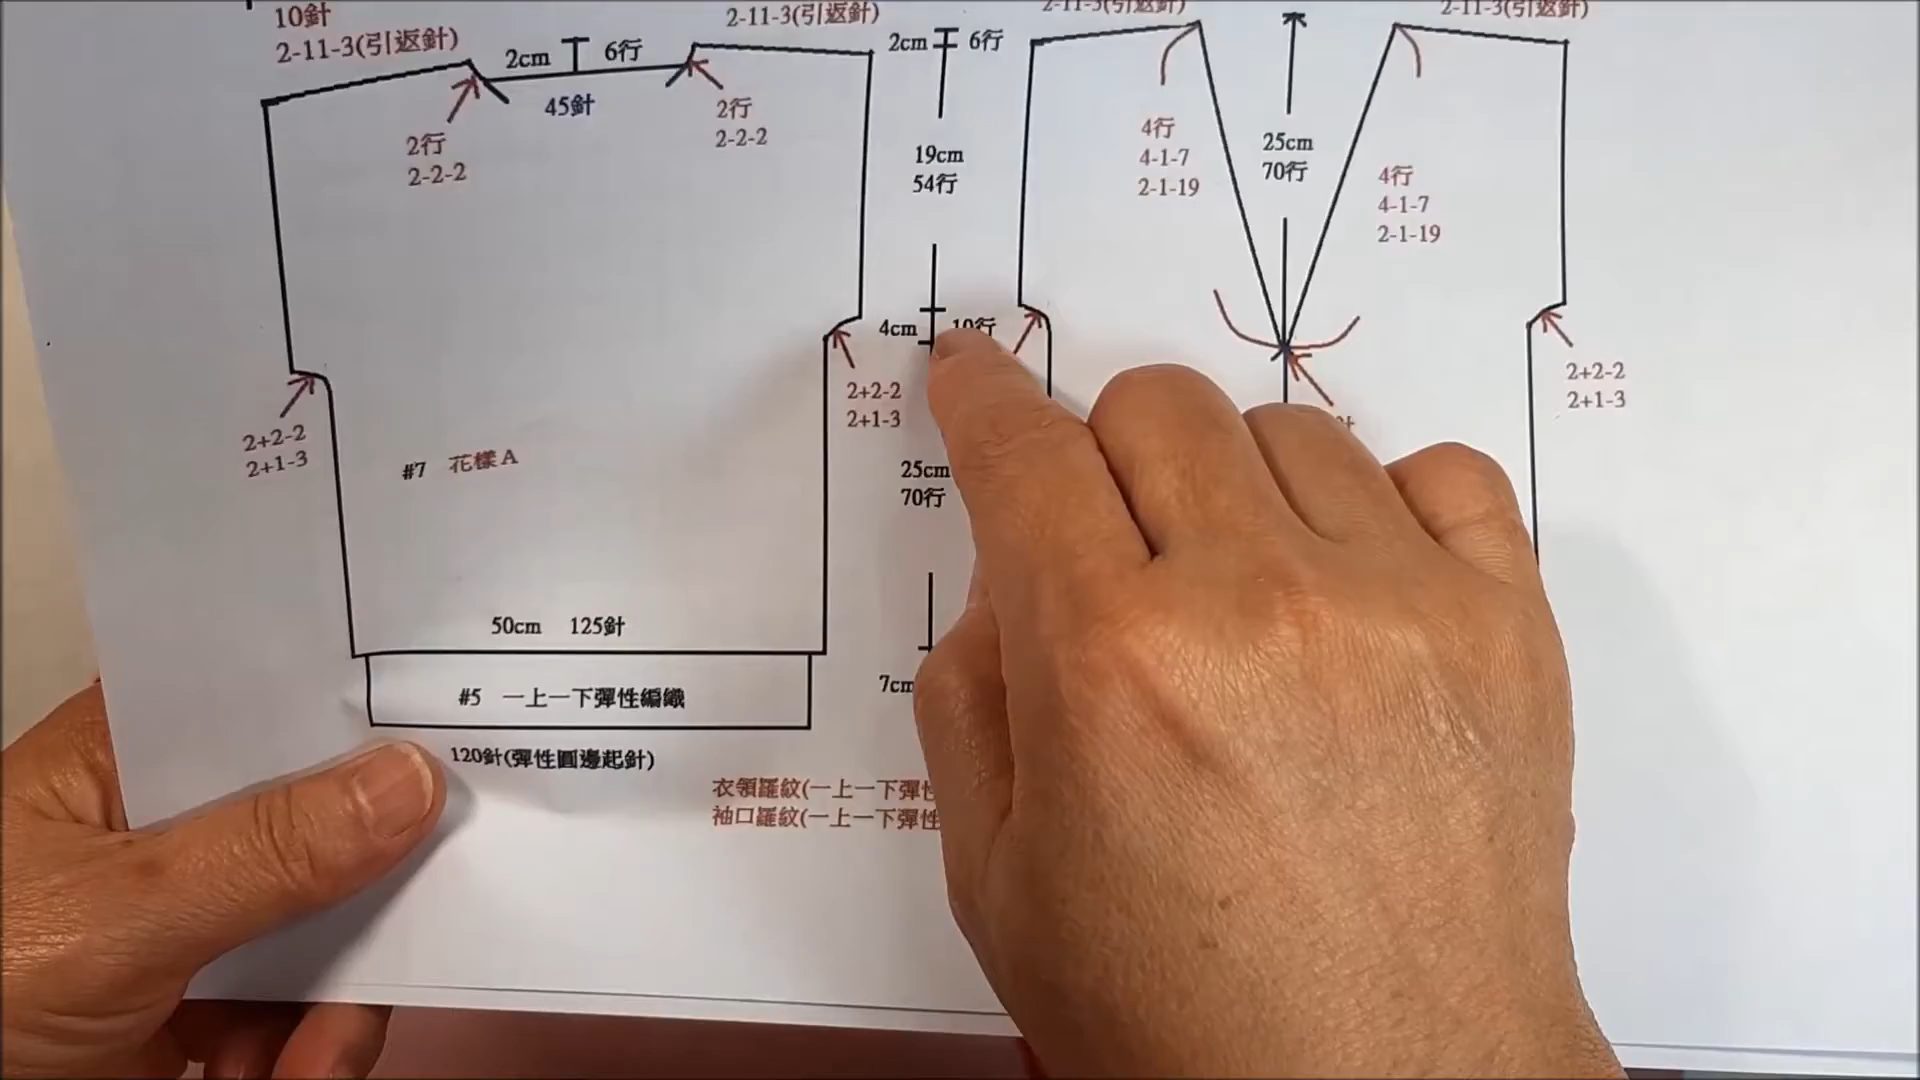 10針
2-11-3(引返針)
2cm 6行
45針
2行
2-2-2
2-11-3(引返針)
2行
2-2-2
2+2-2
2+1-3
#7 花樣A
2+2-2
2+1-3
50cm 125針
#5 一上一下彈性編織
120針(彈性圓邊起針)
2cm 6行
19cm
54行
4cm 10行
25cm
70行
7cm
2-11-3(引返針)
4行
4-1-7
2-1-19
25cm
70行
2-11-3(引返針)
4行
4-1-7
2-1-19
2+2-2
2+1-3
衣領羅紋(一上一下彈性
袖口羅紋(一上一下彈性